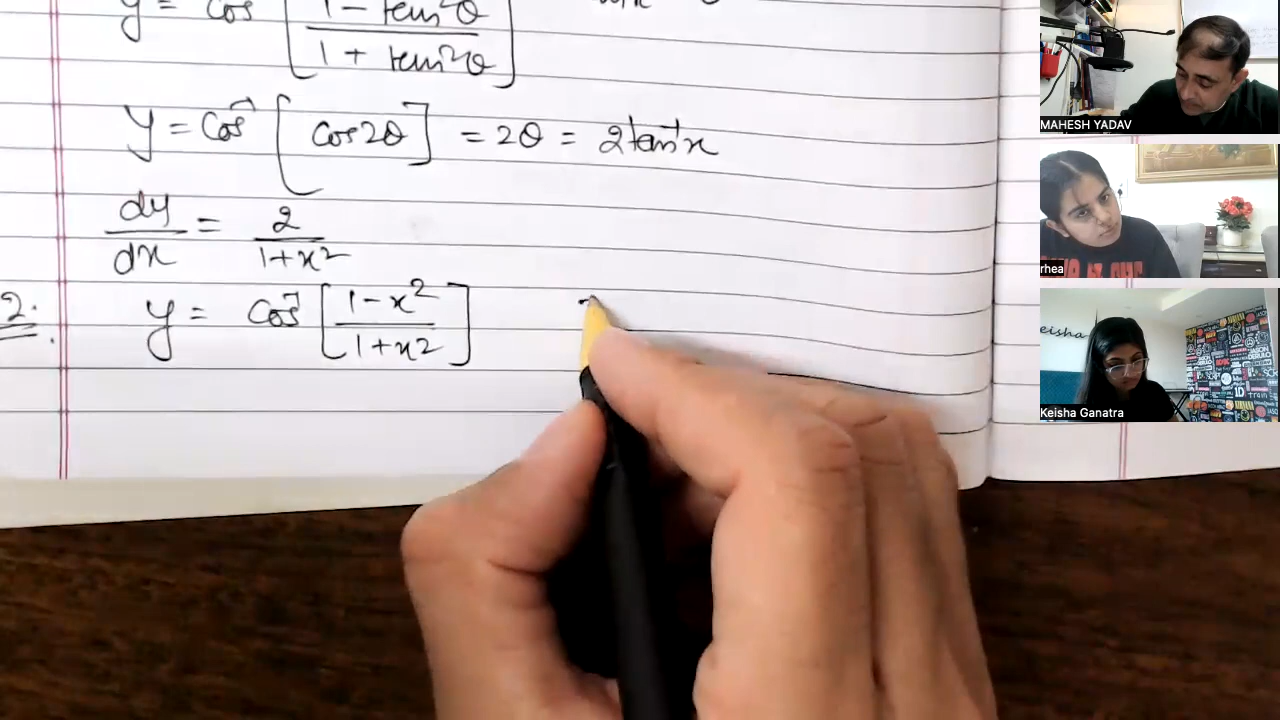 y = cos⁻¹ [ (1 - tan²θ) / (1 + tan²θ) ]
y = Cos⁻¹ [ cos2θ ] = 2θ = 2tan⁻¹x
dy/dx = 2/(1+x²)
2. y = Cos⁻¹ [ (1-x²) / (1+x²) ]
MAHESH YADAV
rhea
Keisha Ganatra